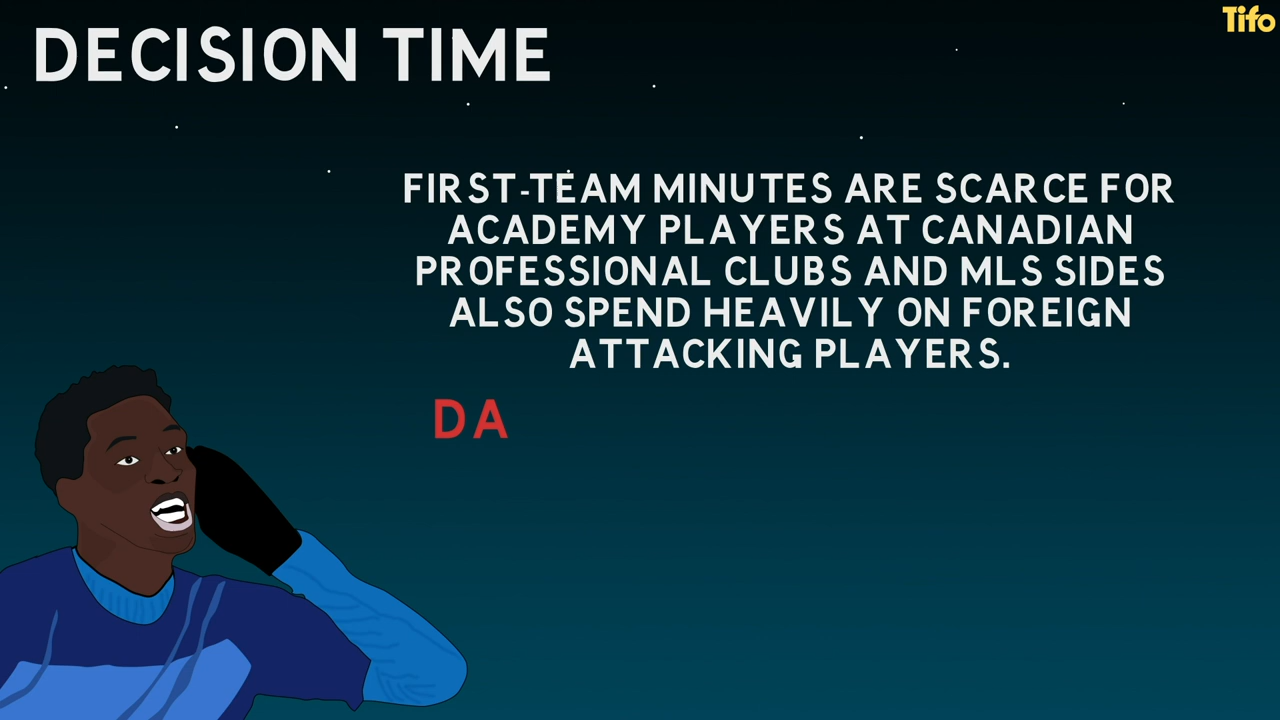 Tifo
DECISION TIME
FIRST-TEAM MINUTES ARE SCARCE FOR
ACADEMY PLAYERS AT CANADIAN
PROFESSIONAL CLUBS AND MLS SIDES
ALSO SPEND HEAVILY ON FOREIGN
ATTACKING PLAYERS.
DA